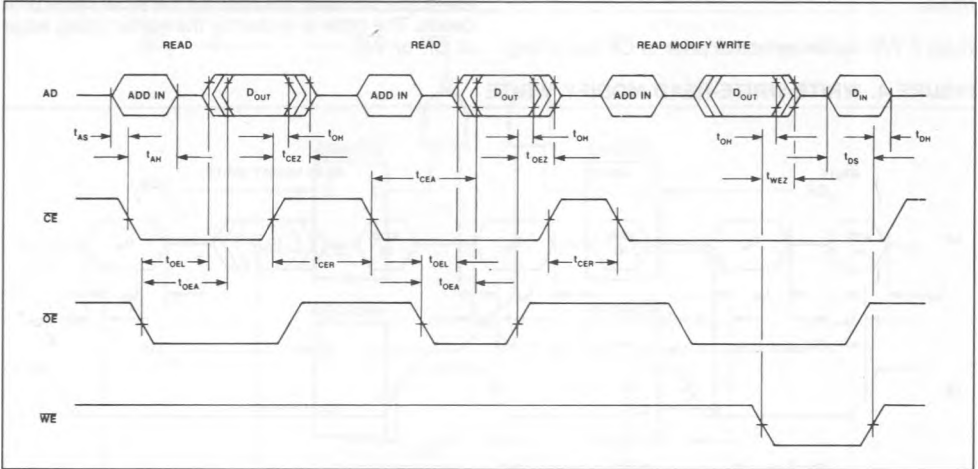 READ READ READ MODIFY WRITE
AD ADD IN DOUT ADD IN DOUT ADD IN DOUT DIN
tAS tOH tOH tOH tDH
tAH tCEZ tOEZ tDS
tCEA tWEZ
CE
tOEL tCER tOEL tCER
tOEA tOEA
OE
WE